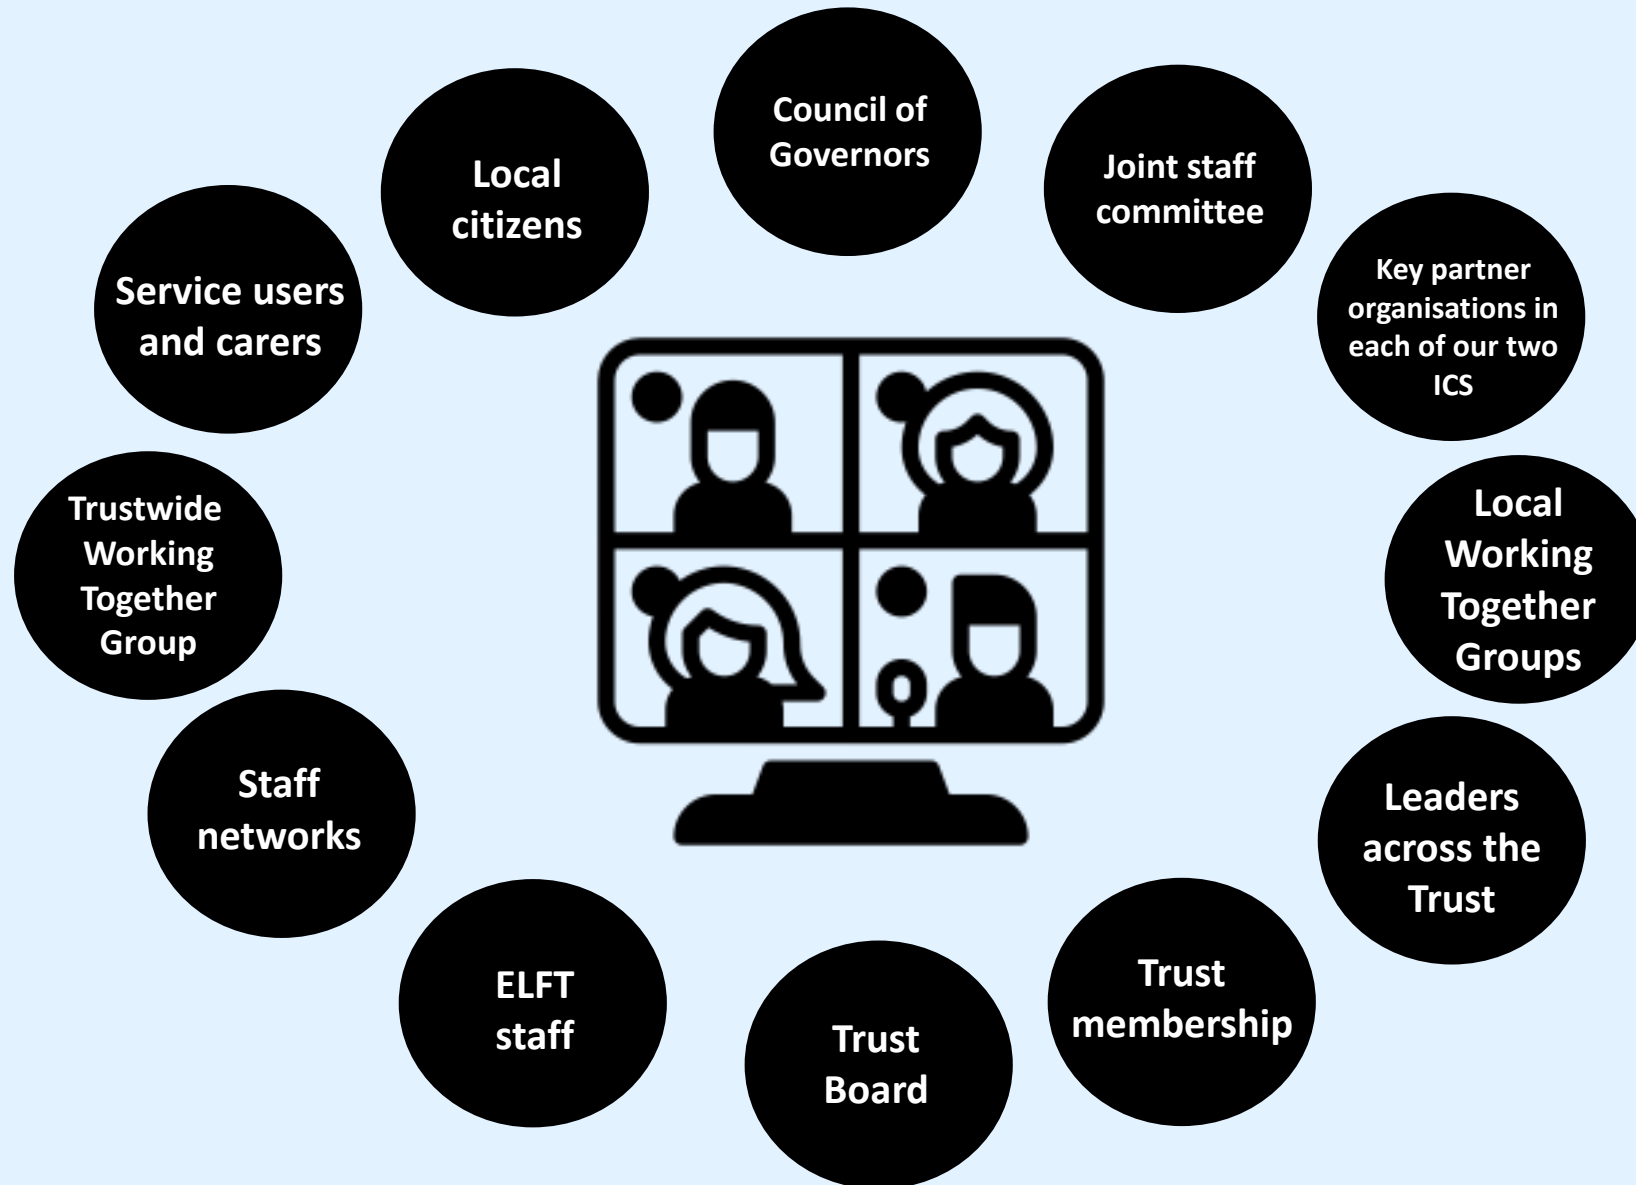 Council of
Governors
Joint staff
committee
Key partner
organisations in
each of our two
ICS
Local
Working
Together
Groups
Leaders
across the
Trust
Trust
membership
Trust
Board
ELFT
staff
Staff
networks
Trustwide
Working
Together
Group
Service users
and carers
Local
citizens